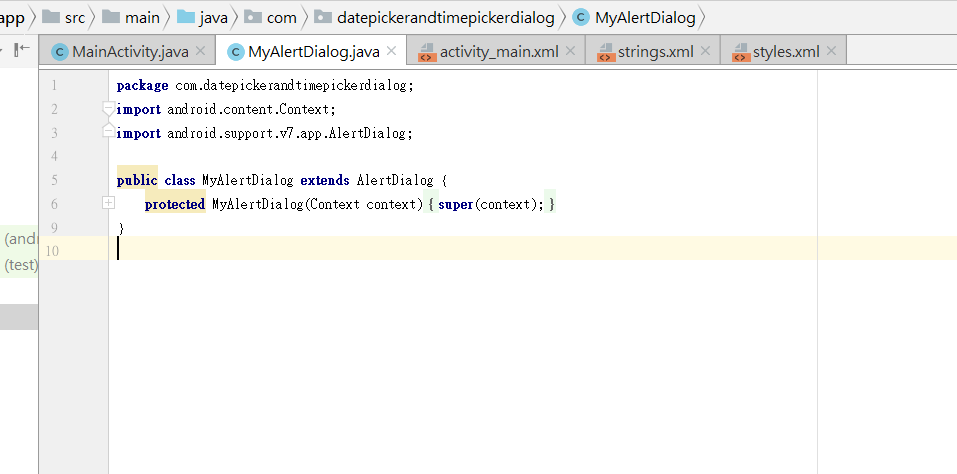 app src main java com datepickerandtimepickerdialog MyAlertDialog
MainActivity.java MyAlertDialog.java activity_main.xml strings.xml styles.xml
1 package com.datepickerandtimepickerdialog;
2 import android.content.Context;
3 import android.support.v7.app.AlertDialog;
4
5 public class MyAlertDialog extends AlertDialog {
6 protected MyAlertDialog(Context context) { super(context); }
9 }
(andr
10
(test)